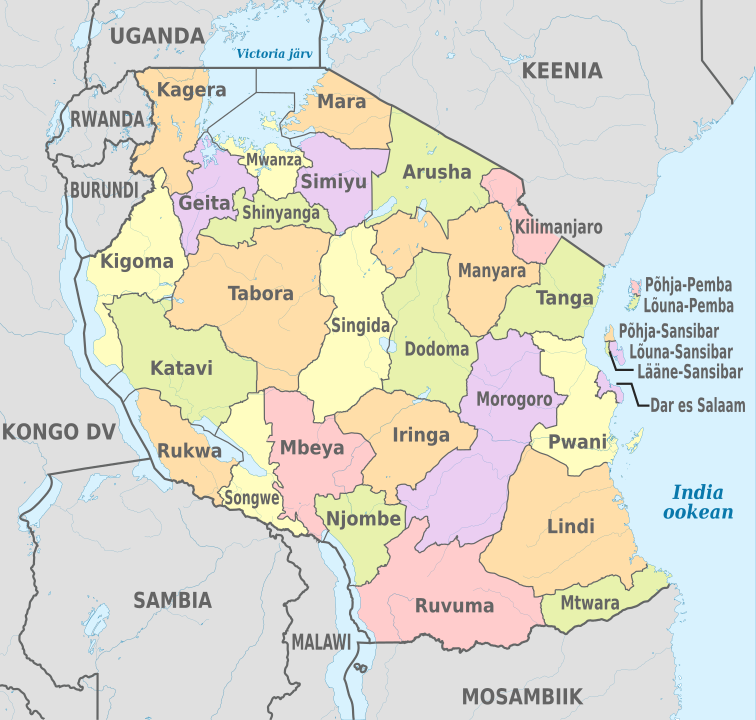 UGANDA
Victoria järv
KEENIA
Kagera
Mara
RWANDA
Mwanza
Arusha
Simiyu
BURUNDI
Geita
Shinyanga
Kilimanjaro
Kigoma
Manyara
Tabora
Tanga
Põhja-Pemba
Lõuna-Pemba
Singida
Põhja-Sansibar
Dodoma
Lõuna-Sansibar
Katavi
Lääne-Sansibar
Morogoro
Dar es Salaam
KONGO DV
Iringa
Pwani
Rukwa
Mbeya
Songwe
India
ookean
Njombe
Lindi
SAMBIA
Ruvuma
Mtwara
MALAWI
MOSAMBIIK